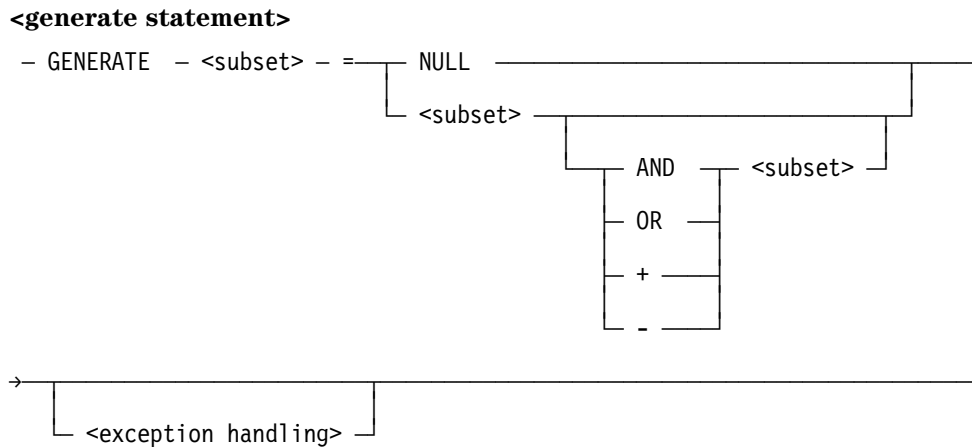 <generate statement>
GENERATE <subset> = NULL
<subset>
AND <subset>
OR
+
-
<exception handling>